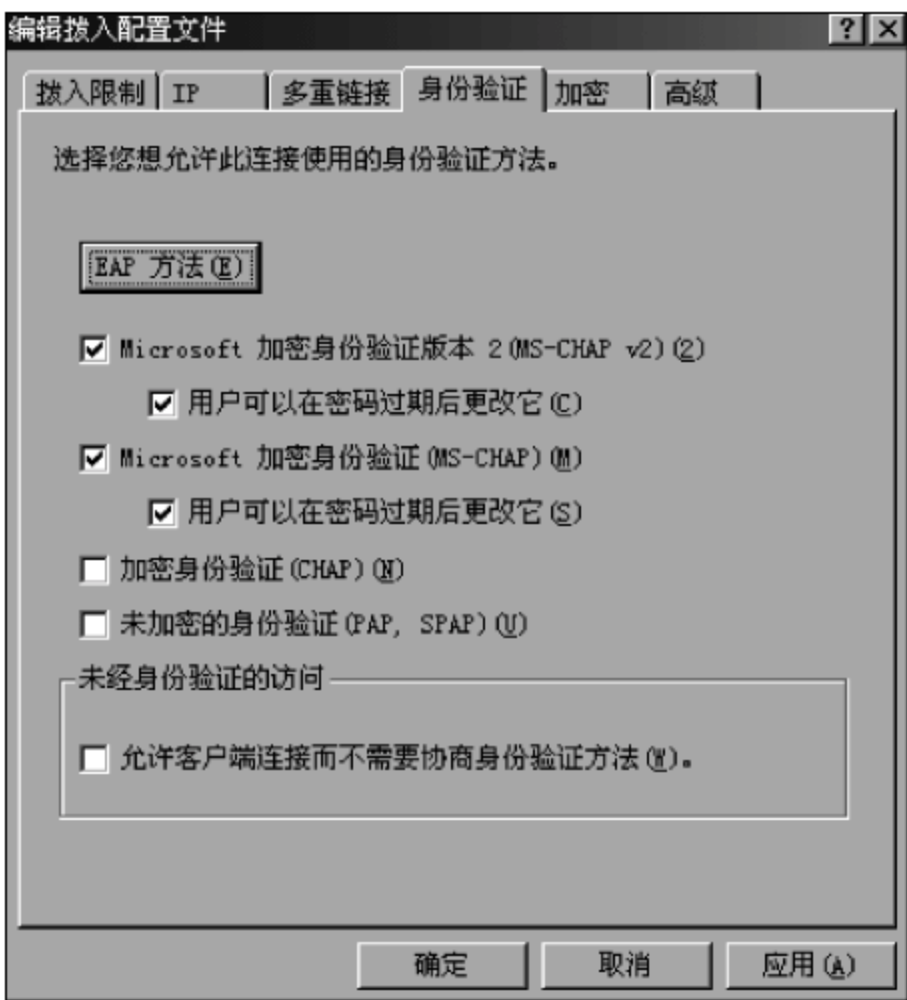 编辑拨入配置文件
拨入限制 IP 多重链接 身份验证 加密 高级
选择您想允许此连接使用的身份验证方法。
EAP 方法(E)
Microsoft 加密身份验证版本 2(MS-CHAP v2)(2)
用户可以在密码过期后更改它(C)
Microsoft 加密身份验证(MS-CHAP)(M)
用户可以在密码过期后更改它(S)
加密身份验证(CHAP)(N)
未加密的身份验证(PAP, SPAP)(U)
未经身份验证的访问
允许客户端连接而不需要协商身份验证方法(W)。
确定 取消 应用(A)